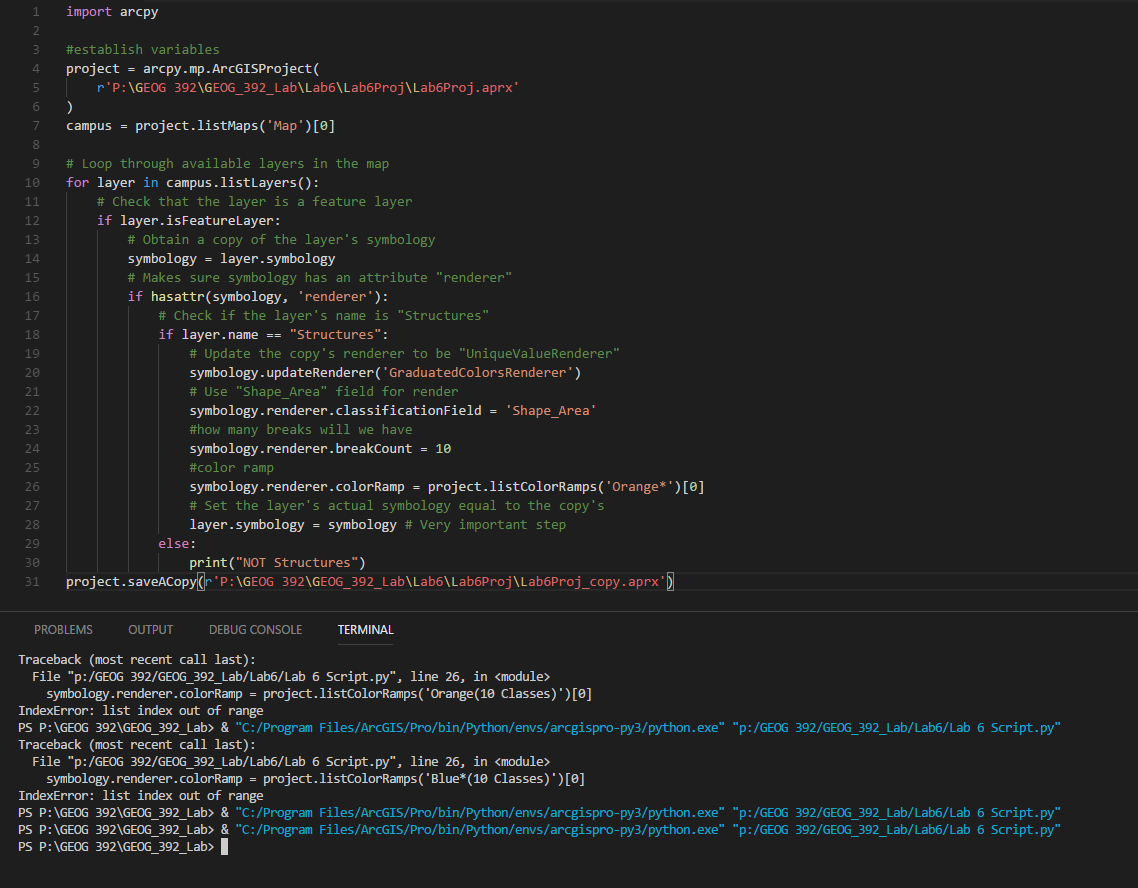 1 import arcpy
2
3 #establish variables
4 project = arcpy.mp.ArcGISProject(
5     r'P:\GEOG 392\GEOG_392_Lab\Lab6\Lab6Proj\Lab6Proj.aprx'
6 )
7 campus = project.listMaps('Map')[0]
8
9 # Loop through available layers in the map
10 for layer in campus.listLayers():
11     # Check that the layer is a feature layer
12     if layer.isFeatureLayer:
13         # Obtain a copy of the layer's symbology
14         symbology = layer.symbology
15         # Makes sure symbology has an attribute "renderer"
16         if hasattr(symbology, 'renderer'):
17             # Check if the layer's name is "Structures"
18             if layer.name == "Structures":
19                 # Update the copy's renderer to be "UniqueValueRenderer"
20                 symbology.updateRenderer('GraduatedColorsRenderer')
21                 # Use "Shape_Area" field for render
22                 symbology.renderer.classificationField = 'Shape_Area'
23                 #how many breaks will we have
24                 symbology.renderer.breakCount = 10
25                 #color ramp
26                 symbology.renderer.colorRamp = project.listColorRamps('Orange*')[0]
27                 # Set the layer's actual symbology equal to the copy's
28                 layer.symbology = symbology # Very important step
29             else:
30                 print("NOT Structures")
31 project.saveACopy(r'P:\GEOG 392\GEOG_392_Lab\Lab6\Lab6Proj\Lab6Proj_copy.aprx')
PROBLEMS OUTPUT DEBUG CONSOLE TERMINAL
Traceback (most recent call last):
  File "p:/GEOG 392/GEOG_392_Lab/Lab6/Lab 6 Script.py", line 26, in <module>
    symbology.renderer.colorRamp = project.listColorRamps('Orange(10 Classes)')[0]
IndexError: list index out of range
PS P:\GEOG 392\GEOG_392_Lab> & "C:/Program Files/ArcGIS/Pro/bin/Python/envs/arcgispro-py3/python.exe" "p:/GEOG 392/GEOG_392_Lab/Lab6/Lab 6 Script.py"
Traceback (most recent call last):
  File "p:/GEOG 392/GEOG_392_Lab/Lab6/Lab 6 Script.py", line 26, in <module>
    symbology.renderer.colorRamp = project.listColorRamps('Blue*(10 Classes)')[0]
IndexError: list index out of range
PS P:\GEOG 392\GEOG_392_Lab> & "C:/Program Files/ArcGIS/Pro/bin/Python/envs/arcgispro-py3/python.exe" "p:/GEOG 392/GEOG_392_Lab/Lab6/Lab 6 Script.py"
PS P:\GEOG 392\GEOG_392_Lab> & "C:/Program Files/ArcGIS/Pro/bin/Python/envs/arcgispro-py3/python.exe" "p:/GEOG 392/GEOG_392_Lab/Lab6/Lab 6 Script.py"
PS P:\GEOG 392\GEOG_392_Lab>